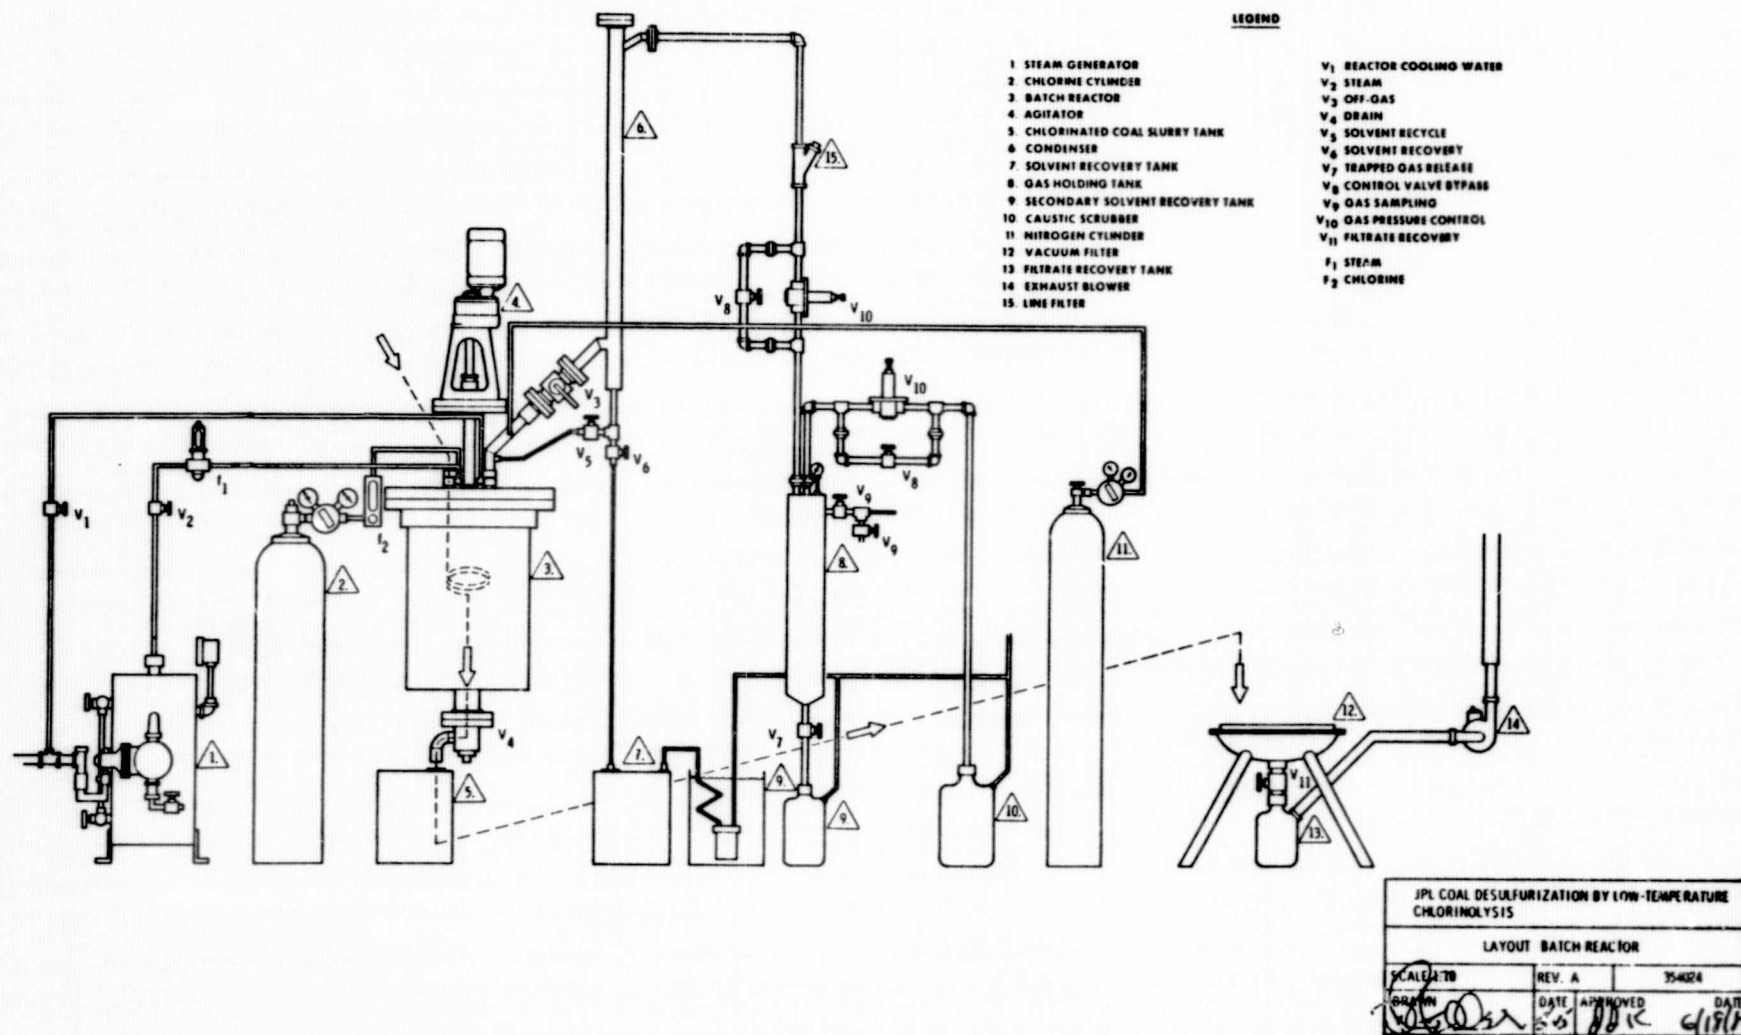 LEGEND
1. STEAM GENERATOR
2. CHLORINE CYLINDER
3. BATCH REACTOR
4. AGITATOR
5. CHLORINATED COAL SLURRY TANK
6. CONDENSER
7. SOLVENT RECOVERY TANK
8. GAS HOLDING TANK
9. SECONDARY SOLVENT RECOVERY TANK
10. CAUSTIC SCRUBBER
11. NITROGEN CYLINDER
12. VACUUM FILTER
13. FILTRATE RECOVERY TANK
14. EXHAUST BLOWER
15. LINE FILTER
V1 REACTOR COOLING WATER
V2 STEAM
V3 OFF-GAS
V4 DRAIN
V5 SOLVENT RECYCLE
V6 SOLVENT RECOVERY
V7 TRAPPED GAS RELEASE
V8 CONTROL VALVE BYPASS
V9 GAS SAMPLING
V10 GAS PRESSURE CONTROL
V11 FILTRATE RECOVERY
F1 STEAM
F2 CHLORINE
6.
15.
4.
V8
V10
V3
V10
V5
V6
V8
f1
V1
V2
f2
V9
V9
2.
3.
8.
11.
1.
V4
5.
7.
V7
9.
9.
10.
12.
14
V11
13.
JPL COAL DESULFURIZATION BY LOW-TEMPERATURE
CHLORINOLYSIS
LAYOUT BATCH REACTOR
SCALE
REV. A
DRAWN
DATE
APPROVED
DATE